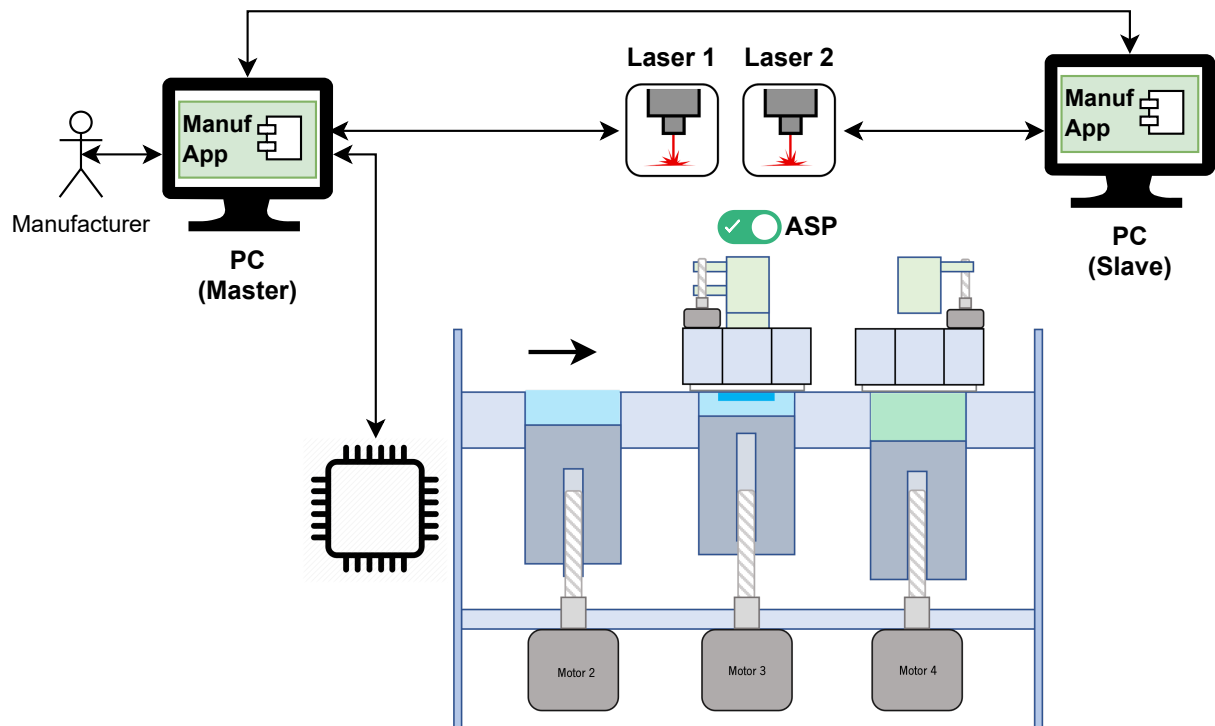 Laser 1
Laser 2
Manuf
App
Manuf
App
Manufacturer
PC
(Master)
ASP
PC
(Slave)
Motor 2
Motor 3
Motor 4